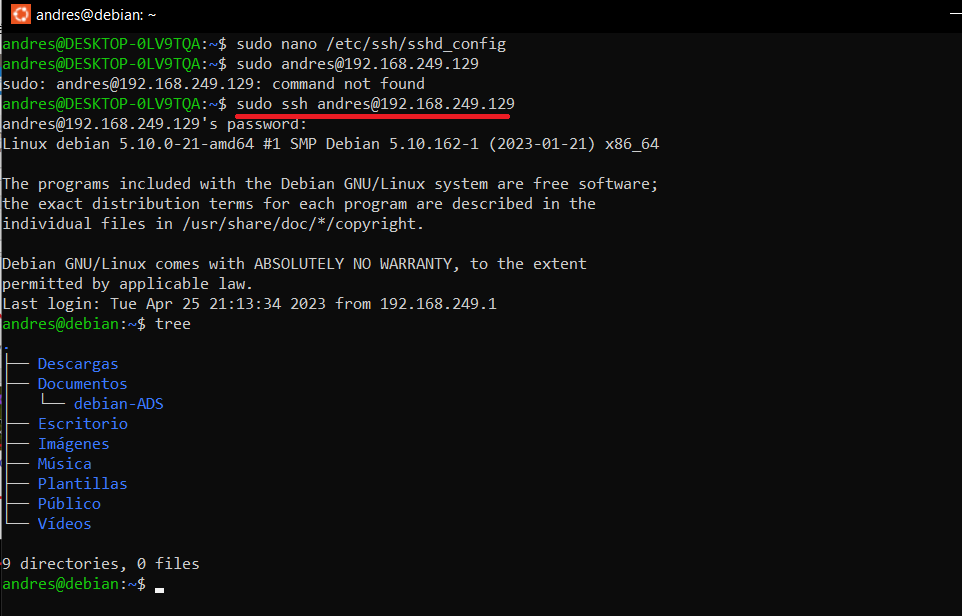 andres@debian: ~
andres@DESKTOP-0LV9TQA:~$ sudo nano /etc/ssh/sshd_config
andres@DESKTOP-0LV9TQA:~$ sudo andres@192.168.249.129
sudo: andres@192.168.249.129: command not found
andres@DESKTOP-0LV9TQA:~$ sudo ssh andres@192.168.249.129
andres@192.168.249.129's password:
Linux debian 5.10.0-21-amd64 #1 SMP Debian 5.10.162-1 (2023-01-21) x86_64
The programs included with the Debian GNU/Linux system are free software;
the exact distribution terms for each program are described in the
individual files in /usr/share/doc/*/copyright.
Debian GNU/Linux comes with ABSOLUTELY NO WARRANTY, to the extent
permitted by applicable law.
Last login: Tue Apr 25 21:13:34 2023 from 192.168.249.1
andres@debian:~$ tree
.
├── Descargas
├── Documentos
│   └── debian-ADS
├── Escritorio
├── Imágenes
├── Música
├── Plantillas
├── Público
└── Vídeos
9 directories, 0 files
andres@debian:~$